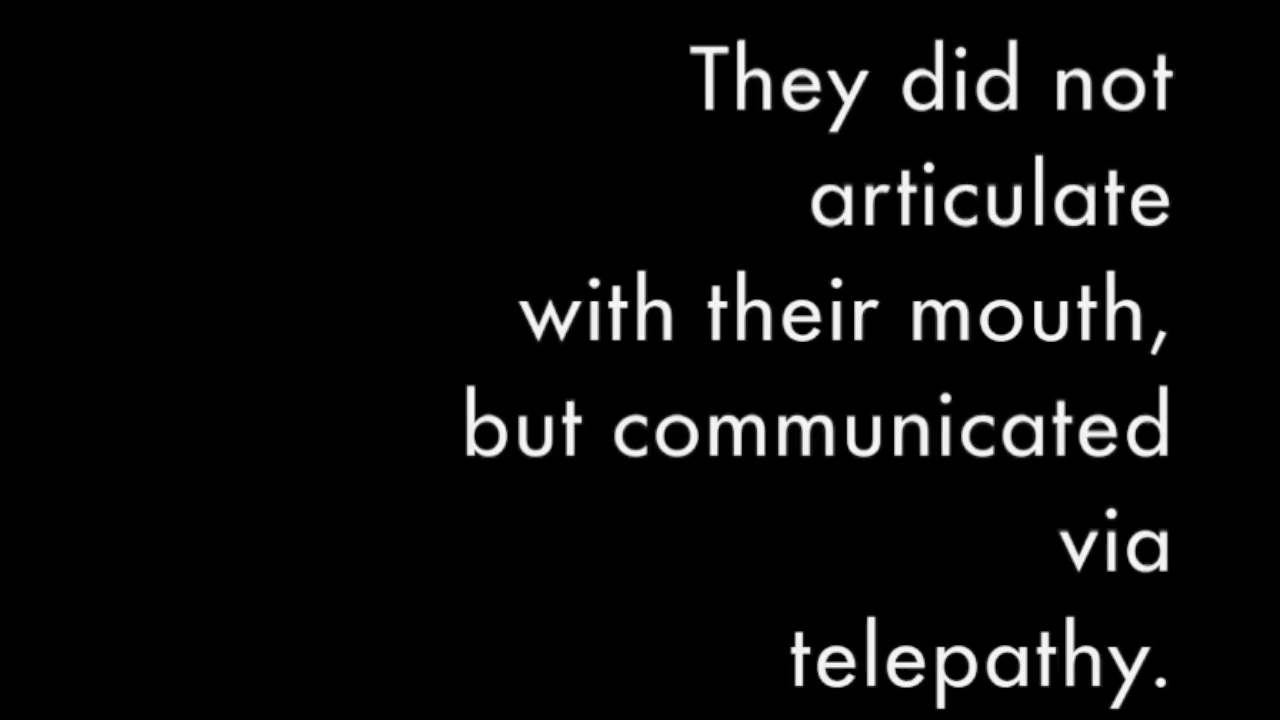 They did not
articulate
with their mouth,
but communicated
via
telepathy.